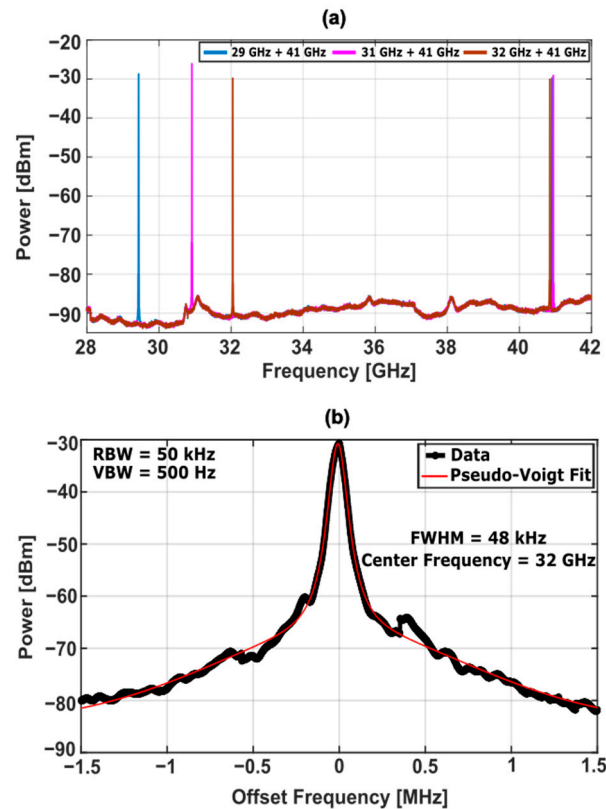 (a)
−20
29 GHz + 41 GHz 31 GHz + 41 GHz 32 GHz + 41 GHz
−30
−40
−50
−60
−70
−80
−90
Power [dBm]
28 30 32 34 36 38 40 42
Frequency [GHz]
(b)
−30
RBW = 50 kHz
VBW = 500 Hz
Data
Pseudo-Voigt Fit
−40
FWHM = 48 kHz
Center Frequency = 32 GHz
−50
−60
−70
−80
−90
Power [dBm]
−1.5 −1 −0.5 0 0.5 1 1.5
Offset Frequency [MHz]